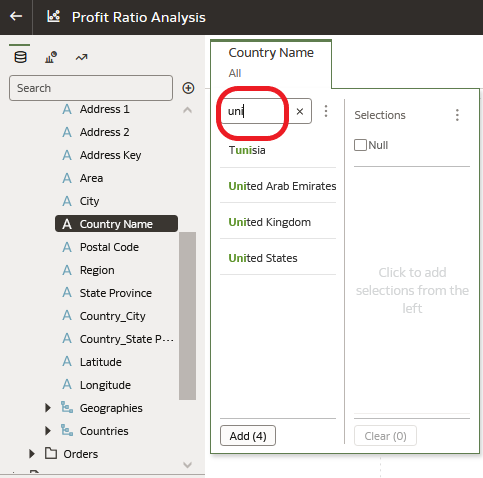 Profit Ratio Analysis
Search
Address 1
Address 2
Address Key
Area
City
Country Name
Postal Code
Region
State Province
Country_City
Country_State P···
Latitude
Longitude
Geographies
Countries
Orders
Country Name
All
uni
Tunisia
United Arab Emirates
United Kingdom
United States
Add (4)
Selections
Null
Click to add
selections from the
left
Clear (0)